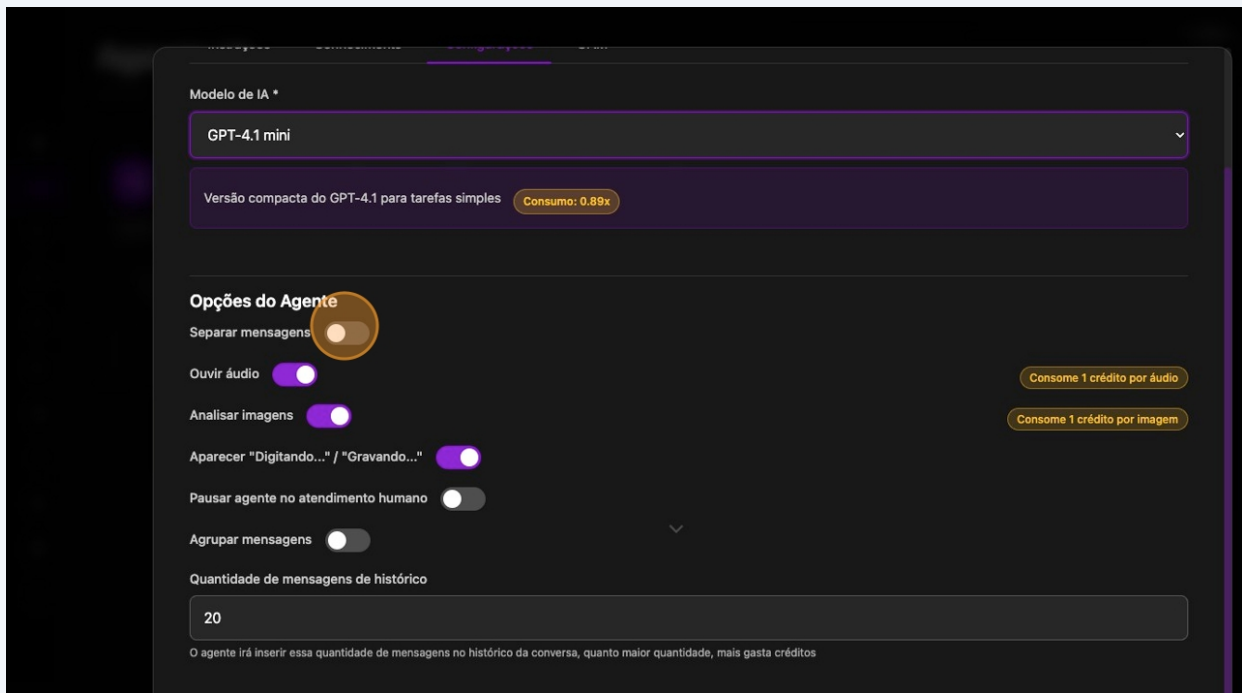 Modelo de IA *
GPT-4.1 mini
Versão compacta do GPT-4.1 para tarefas simples Consumo: 0.89x
Opções do Agente
Separar mensagens
Ouvir áudio Consome 1 crédito por áudio
Analisar imagens Consome 1 crédito por imagem
Aparecer "Digitando..." / "Gravando..."
Pausar agente no atendimento humano
Agrupar mensagens
Quantidade de mensagens de histórico
20
O agente irá inserir essa quantidade de mensagens no histórico da conversa, quanto maior quantidade, mais gasta créditos